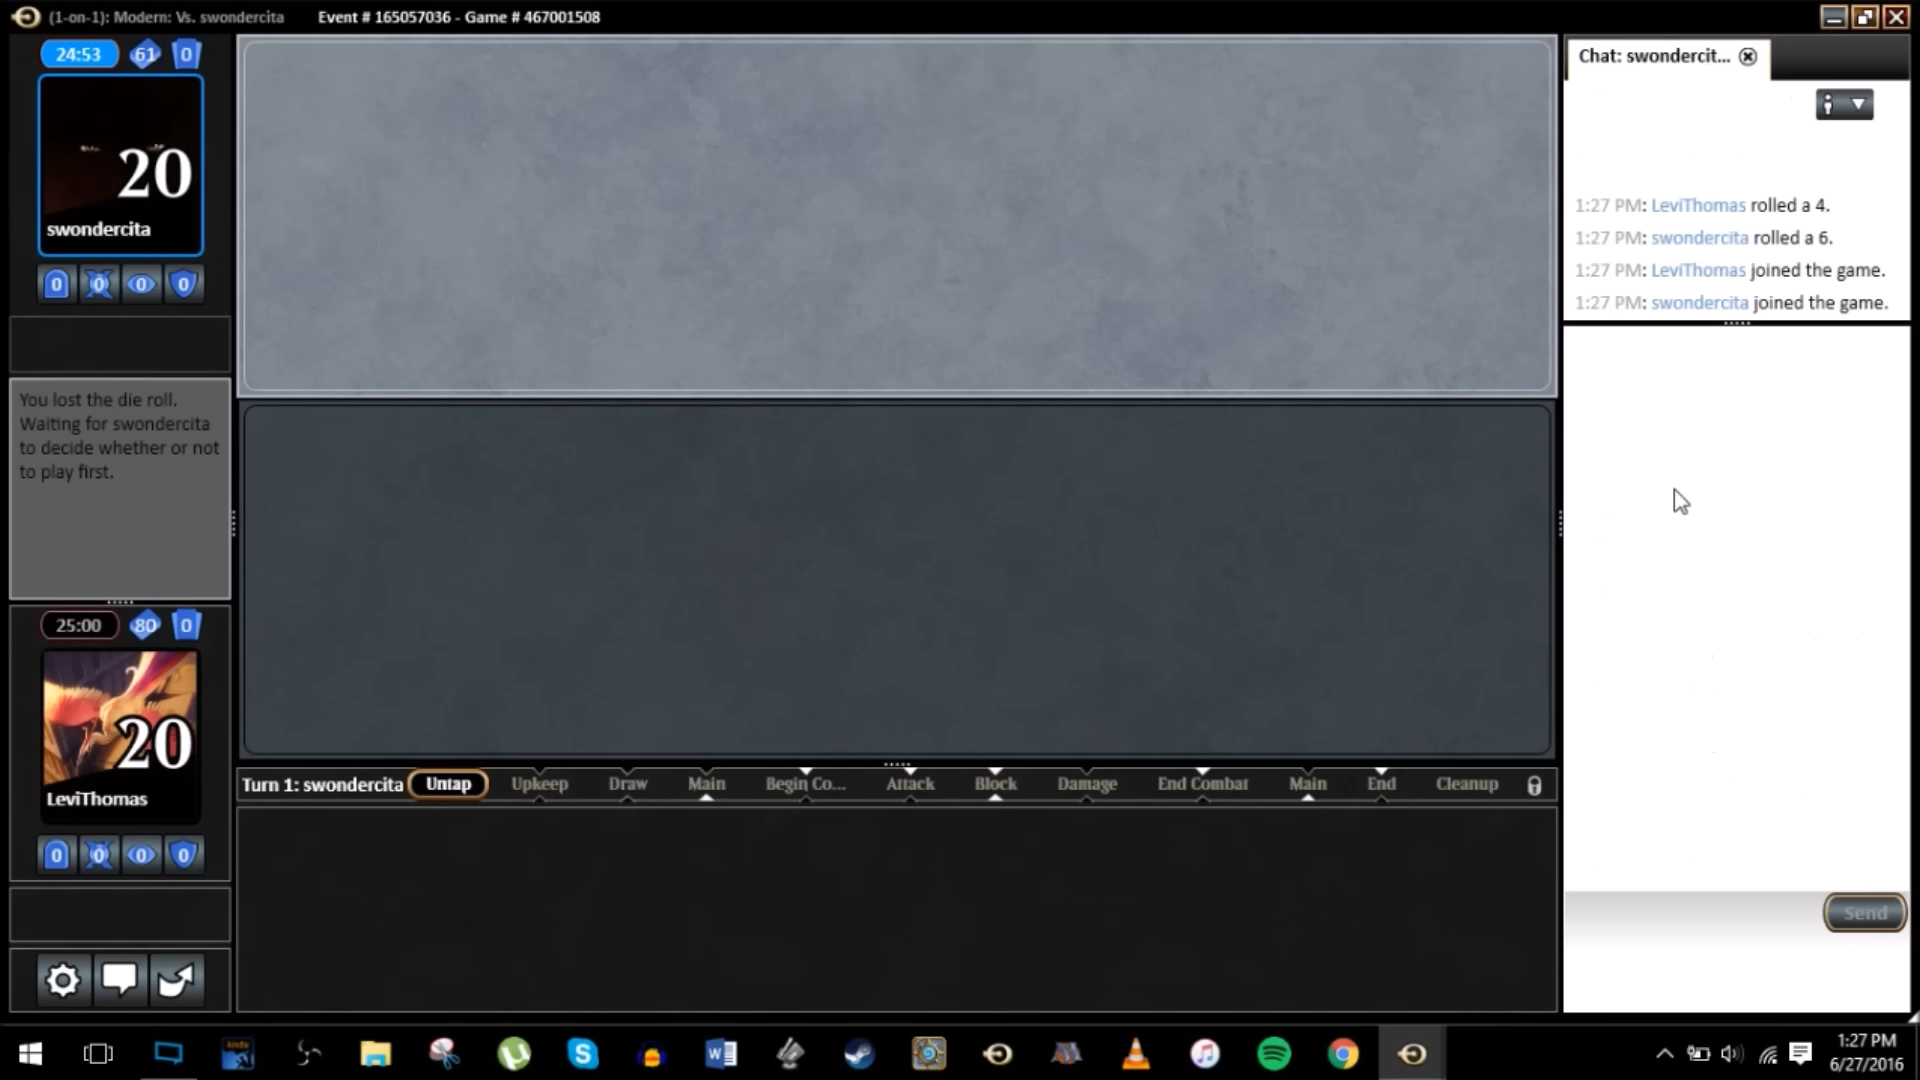 (1-on-1): Modern: Vs. swondercita
Event # 165057036 - Game # 467001508
24:53
61
0
20
swondercita
0
0
0
0
You lost the die roll.
Waiting for swondercita
to decide whether or not
to play first.
25:00
80
0
20
LeviThomas
0
0
0
0
Turn 1: swondercita
Untap
Upkeep
Draw
Main
Begin Co...
Attack
Block
Damage
End Combat
Main
End
Cleanup
Chat: swondercit...
1:27 PM: LeviThomas rolled a 4.
1:27 PM: swondercita rolled a 6.
1:27 PM: LeviThomas joined the game.
1:27 PM: swondercita joined the game.
Send
1:27 PM
6/27/2016